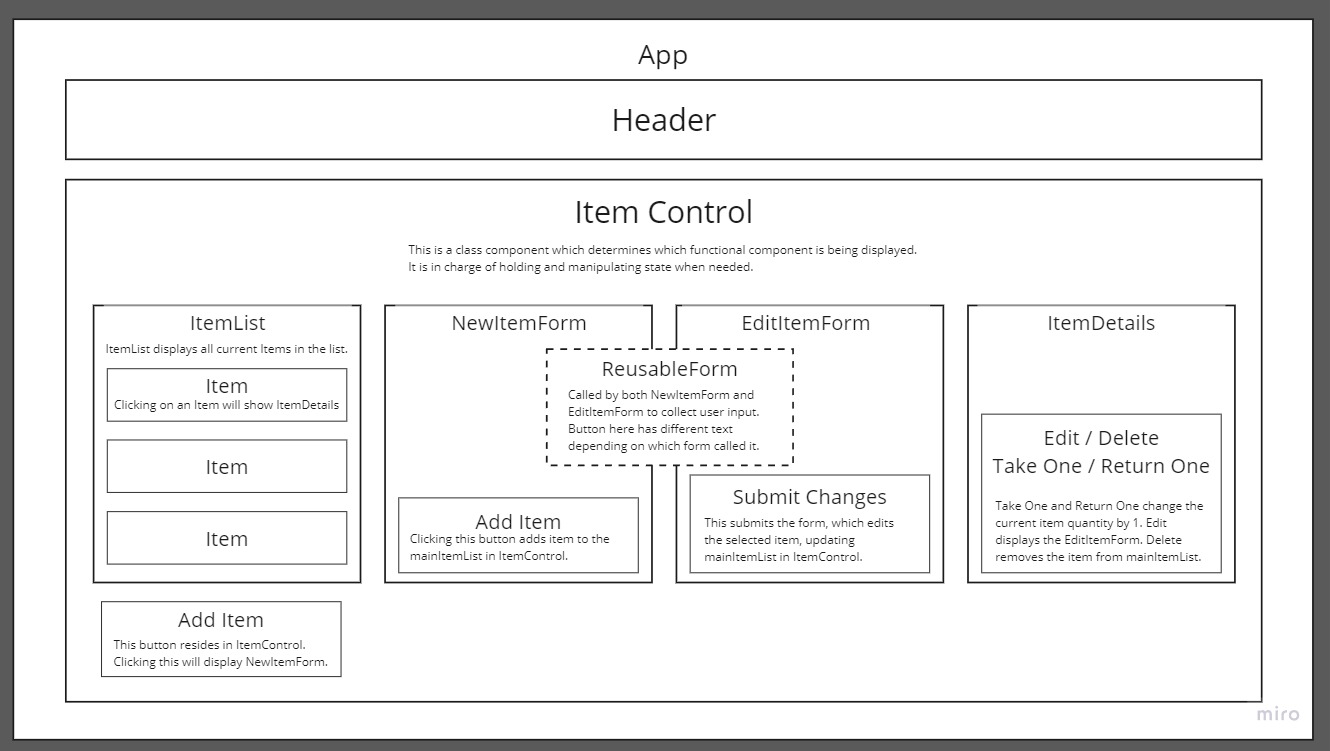 App
Header
Item Control
This is a class component which determines which functional component is being displayed.
It is in charge of holding and manipulating state when needed.
ItemList
ItemList displays all current Items in the list.
Item
Clicking on an Item will show ItemDetails
Item
Item
Add Item
This button resides in ItemControl.
Clicking this will display NewItemForm.
NewItemForm
ReusableForm
Called by both NewItemForm and
EditItemForm to collect user input.
Button here has different text
depending on which form called it.
Add Item
Clicking this button adds item to the
mainItemList in ItemControl.
EditItemForm
Submit Changes
This submits the form, which edits
the selected item, updating
mainItemList in ItemControl.
ItemDetails
Edit / Delete
Take One / Return One
Take One and Return One change the
current item quantity by 1. Edit
displays the EditItemForm. Delete
removes the item from mainItemList.
miro